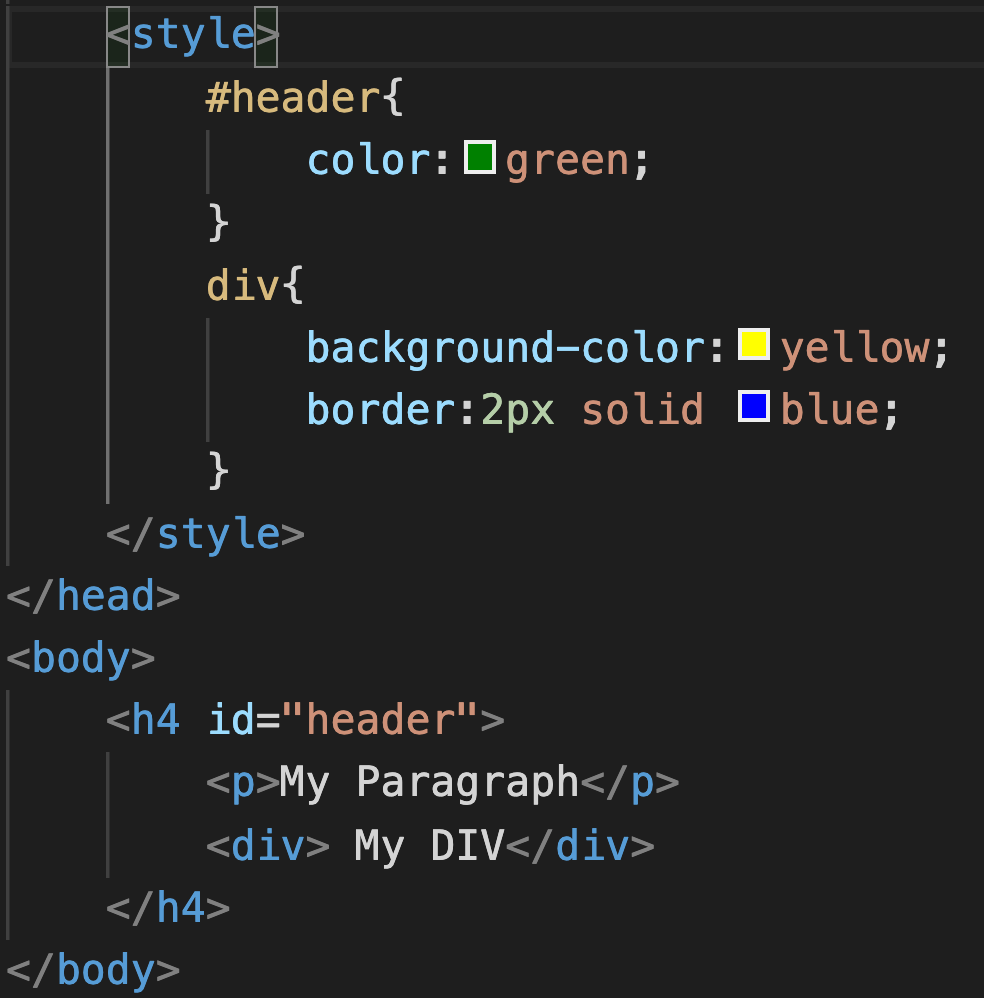 <style>
#header{
color:green;
}
div{
background-color:yellow;
border:2px solid blue;
}
</style>
</head>
<body>
<h4 id="header">
<p>My Paragraph</p>
<div> My DIV</div>
</h4>
</body>